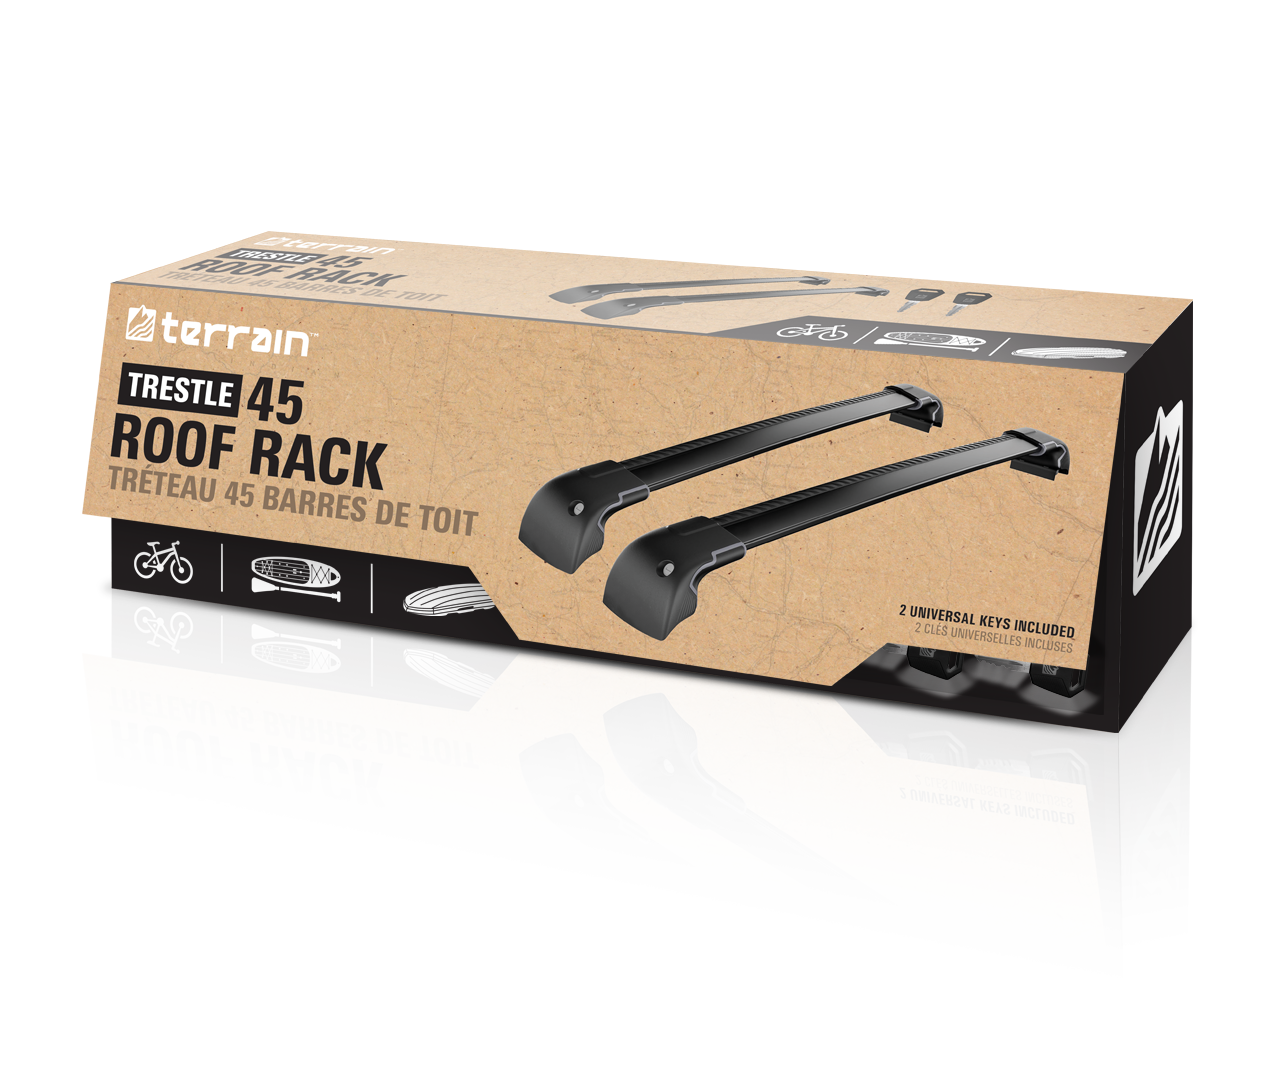 terrain
TRESTLE 45
ROOF RACK
TRÉTEAU 45 BARRES DE TOIT
terrain™
TRESTLE 45
ROOF RACK
TRÉTEAU 45 BARRES DE TOIT
2 UNIVERSAL KEYS INCLUDED
2 CLÉS UNIVERSELLES INCLUSES